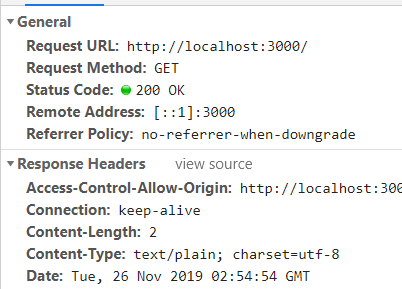 General
Request URL: http://localhost:3000/
Request Method: GET
Status Code: 200 OK
Remote Address: [::1]:3000
Referrer Policy: no-referrer-when-downgrade
Response Headers view source
Access-Control-Allow-Origin: http://localhost:300
Connection: keep-alive
Content-Length: 2
Content-Type: text/plain; charset=utf-8
Date: Tue, 26 Nov 2019 02:54:54 GMT